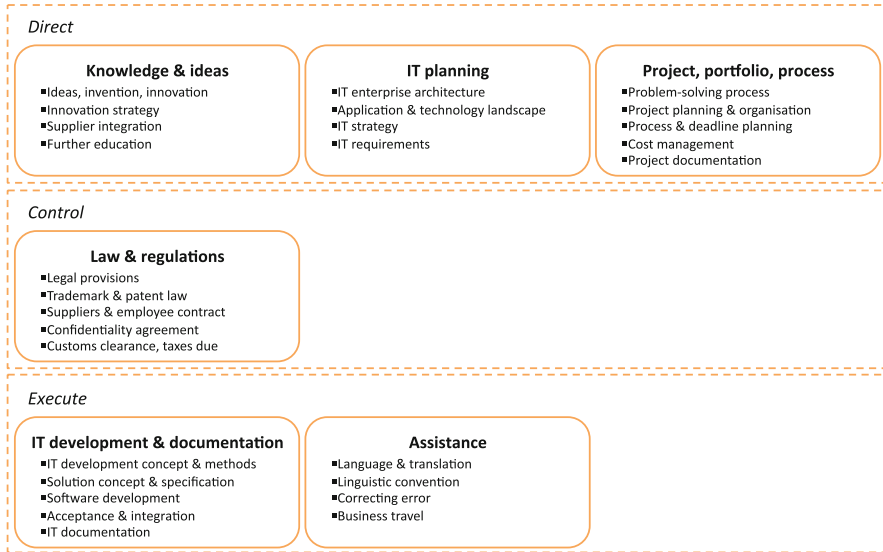 Direct
Knowledge & ideas
▪Ideas, invention, innovation
▪Innovation strategy
▪Supplier integration
▪Further education
IT planning
▪IT enterprise architecture
▪Application & technology landscape
▪IT strategy
▪IT requirements
Project, portfolio, process
▪Problem-solving process
▪Project planning & organisation
▪Process & deadline planning
▪Cost management
▪Project documentation
Control
Law & regulations
▪Legal provisions
▪Trademark & patent law
▪Suppliers & employee contract
▪Confidentiality agreement
▪Customs clearance, taxes due
Execute
IT development & documentation
▪IT development concept & methods
▪Solution concept & specification
▪Software development
▪Acceptance & integration
▪IT documentation
Assistance
▪Language & translation
▪Linguistic convention
▪Correcting error
▪Business travel